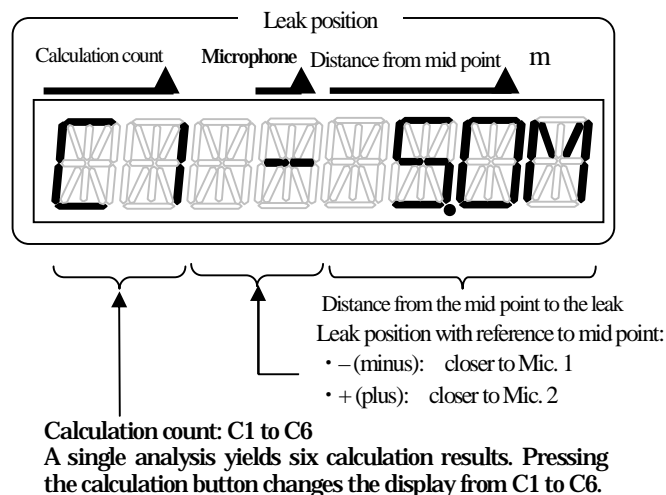 Leak position
Calculation count Microphone Distance from mid point m
C1 - 5.0M
Distance from the mid point to the leak
Leak position with reference to mid point:
・– (minus): closer to Mic. 1
・+ (plus): closer to Mic. 2
Calculation count: C1 to C6
A single analysis yields six calculation results. Pressing
the calculation button changes the display from C1 to C6.